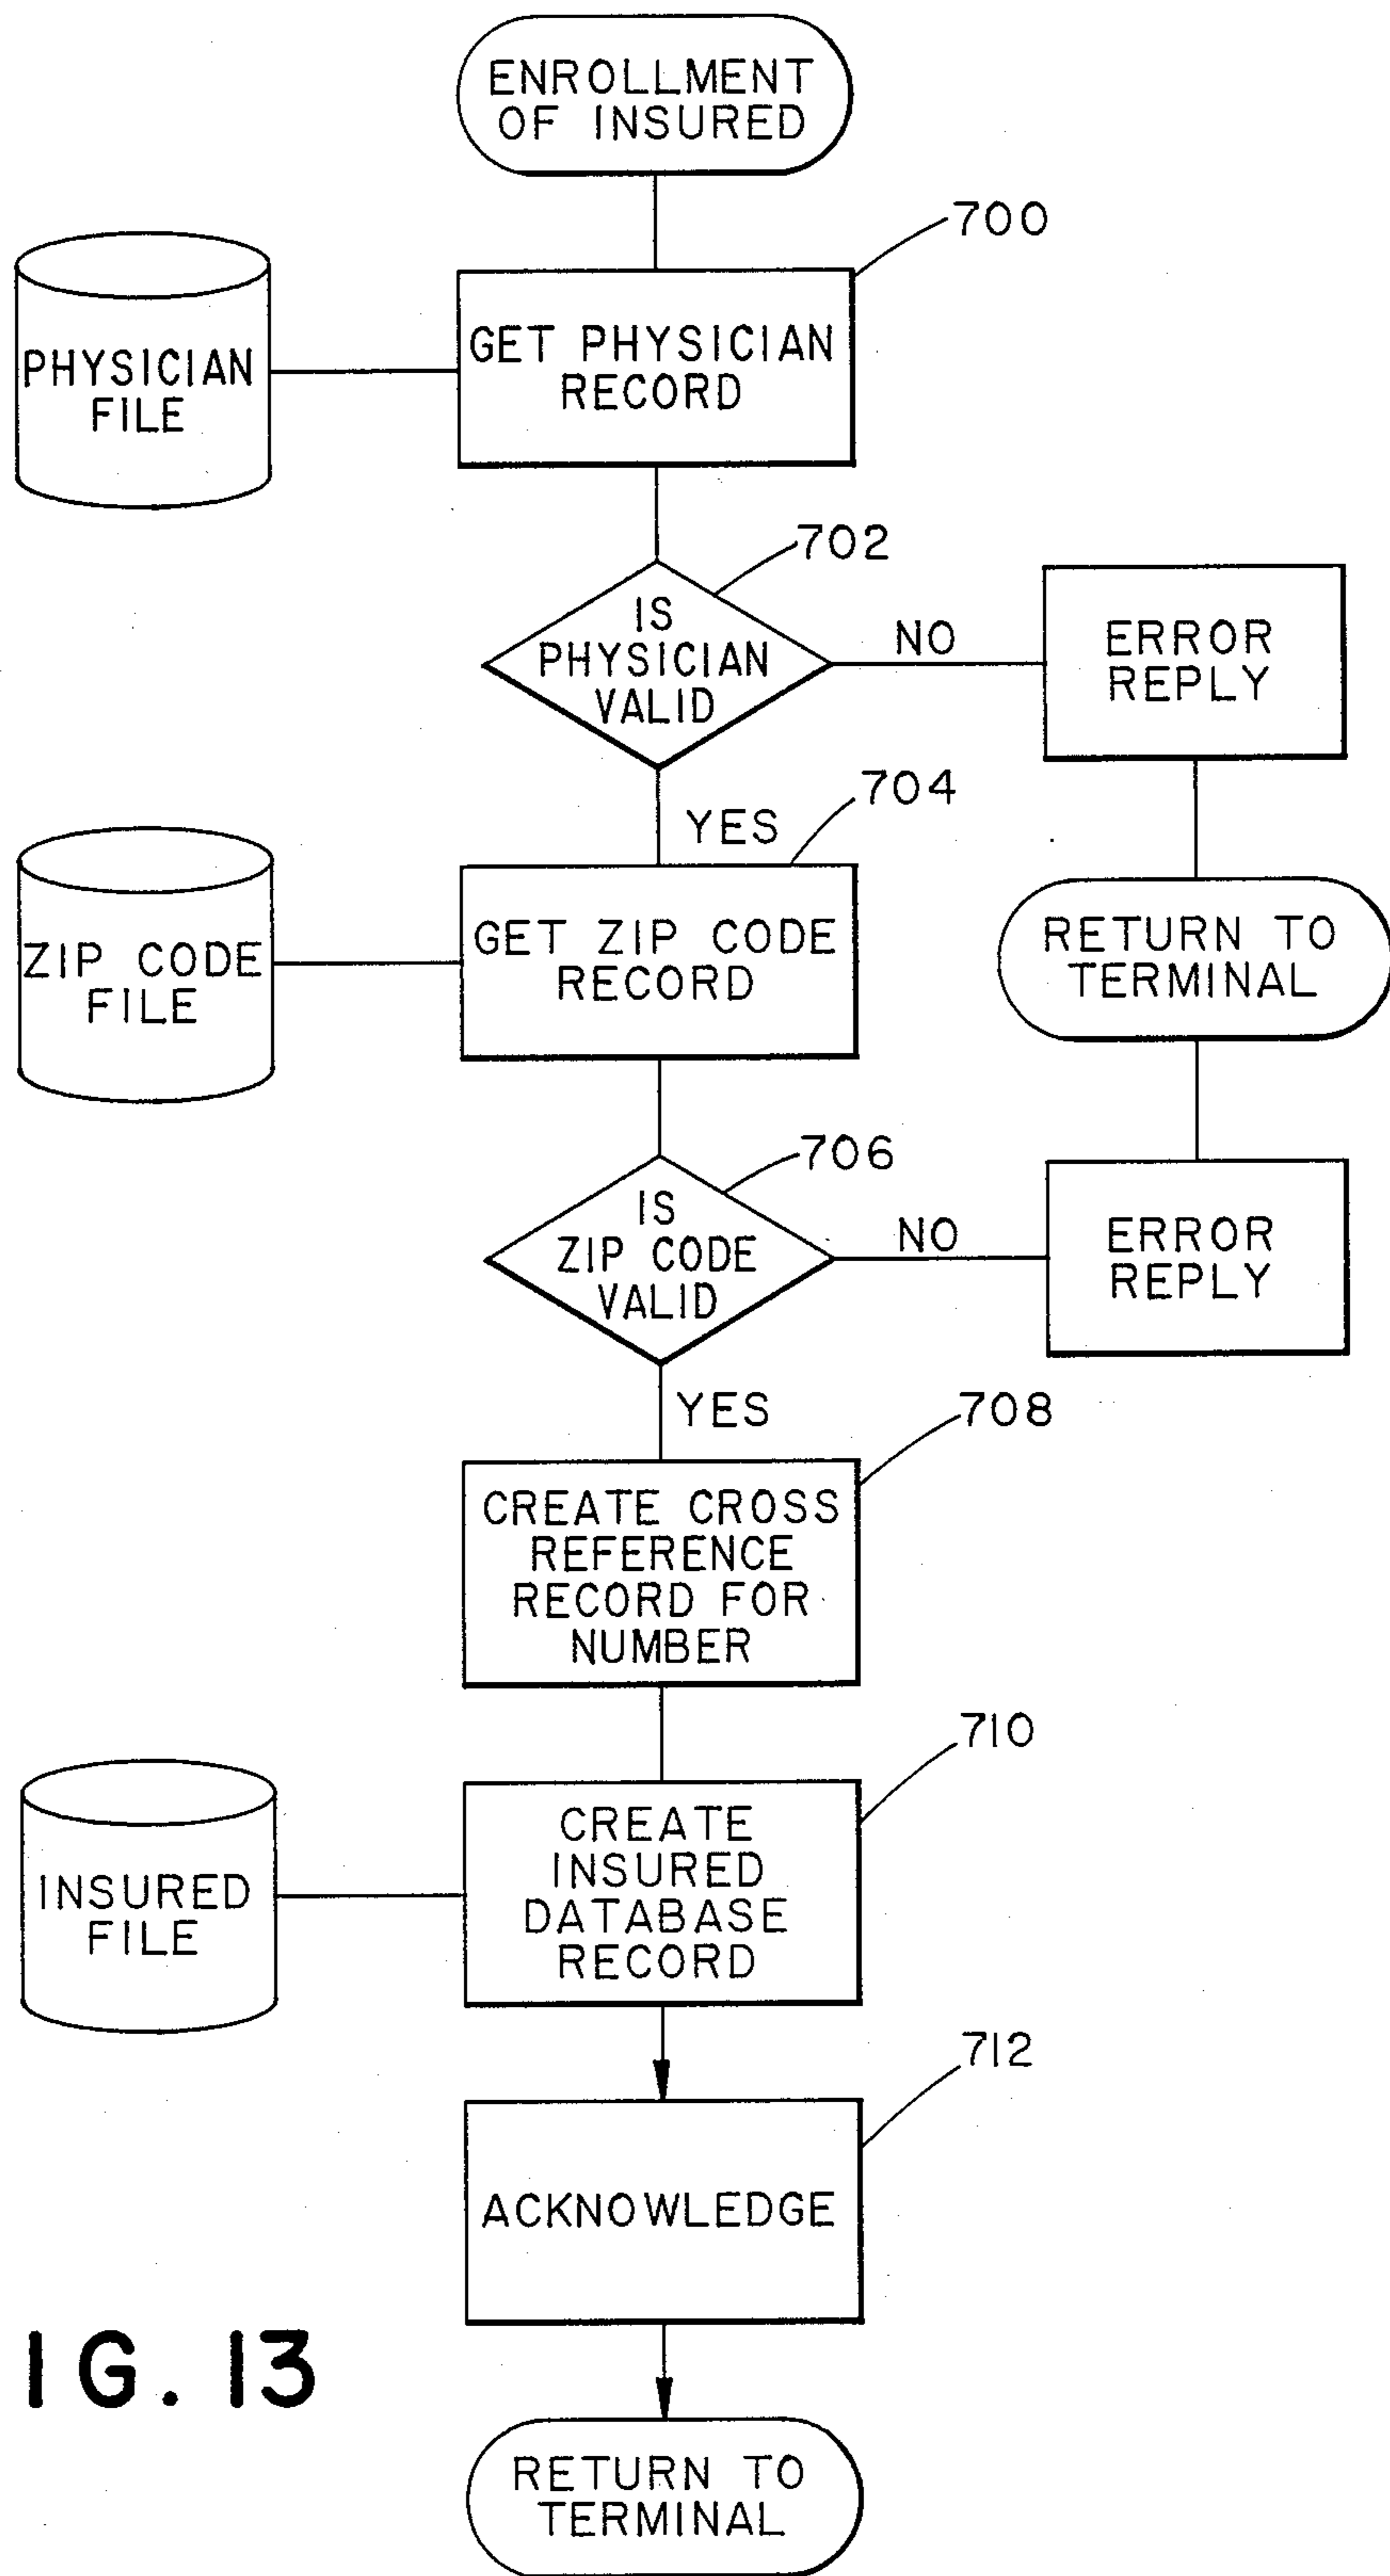 ENROLLMENT
OF INSURED
700
PHYSICIAN
FILE
GET PHYSICIAN
RECORD
702
IS
PHYSICIAN
VALID
NO
ERROR
REPLY
YES
704
ZIP CODE
FILE
GET ZIP CODE
RECORD
RETURN TO
TERMINAL
706
IS
ZIP CODE
VALID
NO
ERROR
REPLY
YES
708
CREATE CROSS
REFERENCE
RECORD FOR
NUMBER
710
INSURED
FILE
CREATE
INSURED
DATABASE
RECORD
712
ACKNOWLEDGE
IG. 13
RETURN TO
TERMINAL